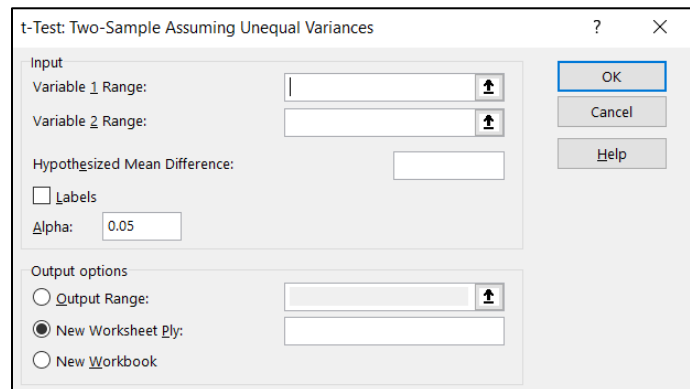 t-Test: Two-Sample Assuming Unequal Variances
Input
Variable 1 Range:
Variable 2 Range:
Hypothesized Mean Difference:
Labels
Alpha: 0.05
OK
Cancel
Help
Output options
Output Range:
New Worksheet Ply:
New Workbook